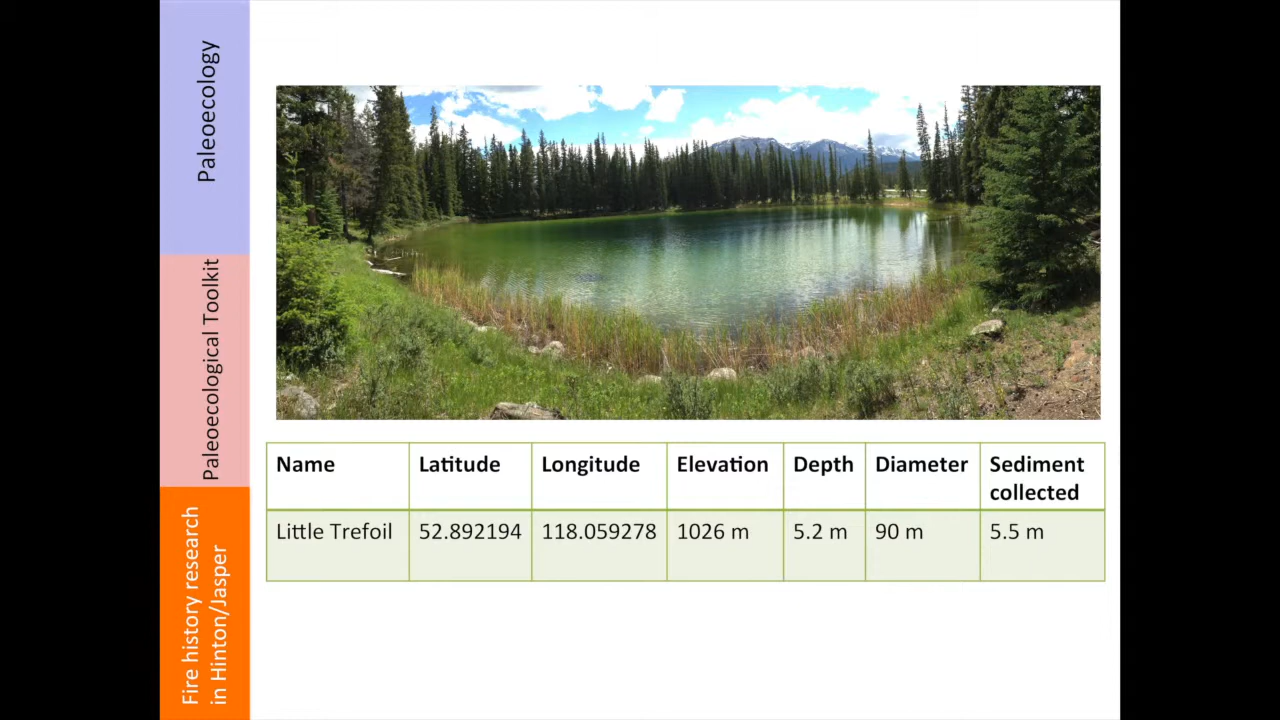 Paleoecology
Paleoecological Toolkit
Fire history research
in Hinton/Jasper
Name Latitude Longitude Elevation Depth Diameter Sediment
collected
Little Trefoil 52.892194 118.059278 1026 m 5.2 m 90 m 5.5 m